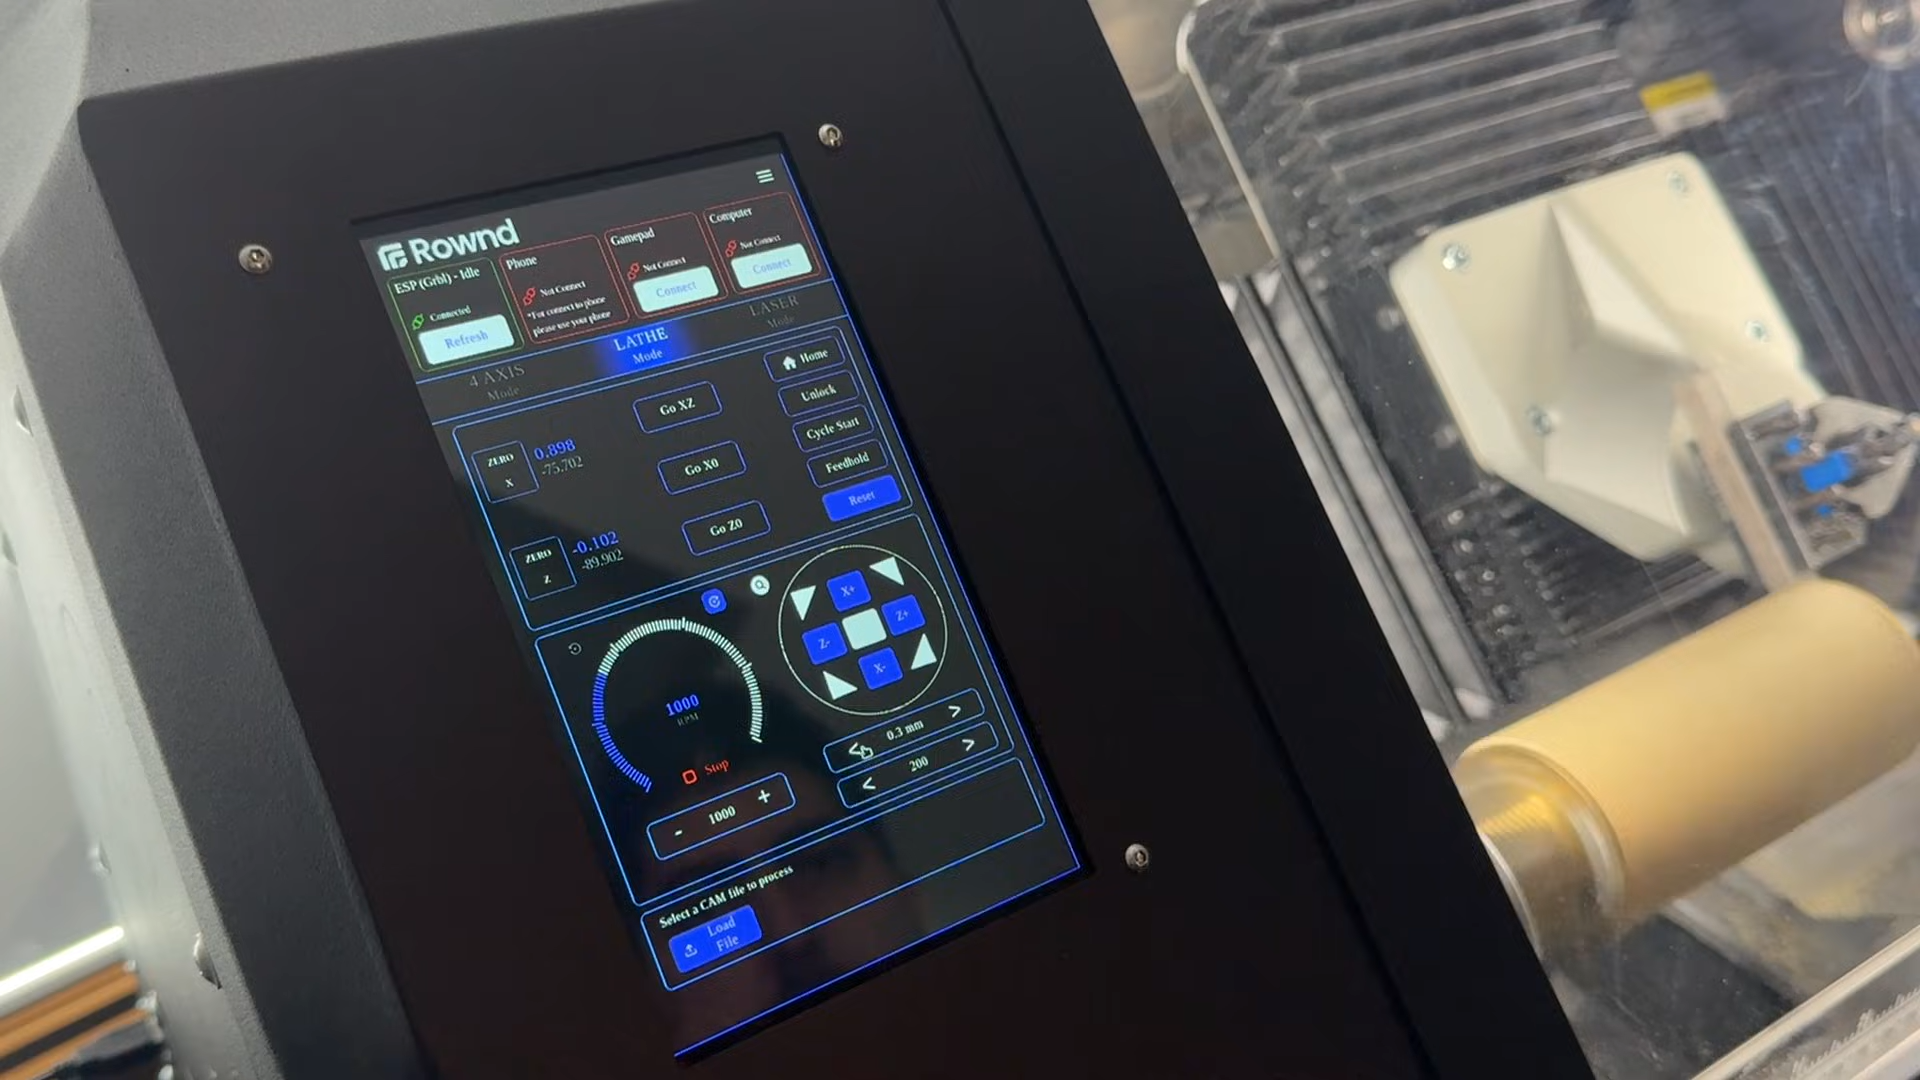 Rownd
ESP (Grbl) - Idle
Connected
Refresh
Phone
Not Connect
*For connect to phone
please use your phone
Gamepad
Not Connect
Connect
Computer
Not Connect
Connect
4 AXIS
Mode
LATHE
Mode
LASER
Mode
ZERO
X
0.898
-75.702
Go XZ
Go X0
Home
Unlock
Cycle Start
Feedhold
Reset
ZERO
Z
-0.102
-89.902
Go Z0
1000
RPM
Stop
- 1000 +
X+
Z-
Z+
X-
< 0.3 mm >
< 200 >
Select a CAM file to process
Load
File